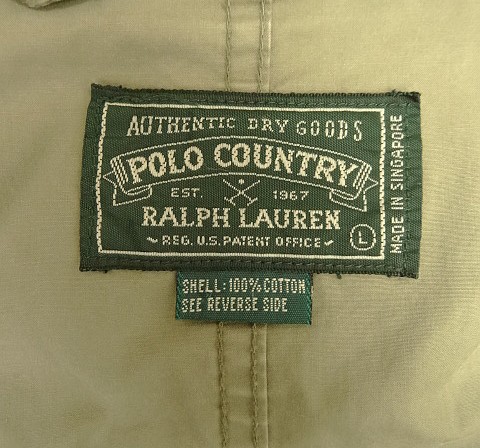 AUTHENTIC DRY GOODS
POLO COUNTRY
EST. 1967
RALPH LAUREN
REG. U.S. PATENT OFFICE
L
MADE IN SINGAPORE
SHELL: 100% COTTON
SEE REVERSE SIDE